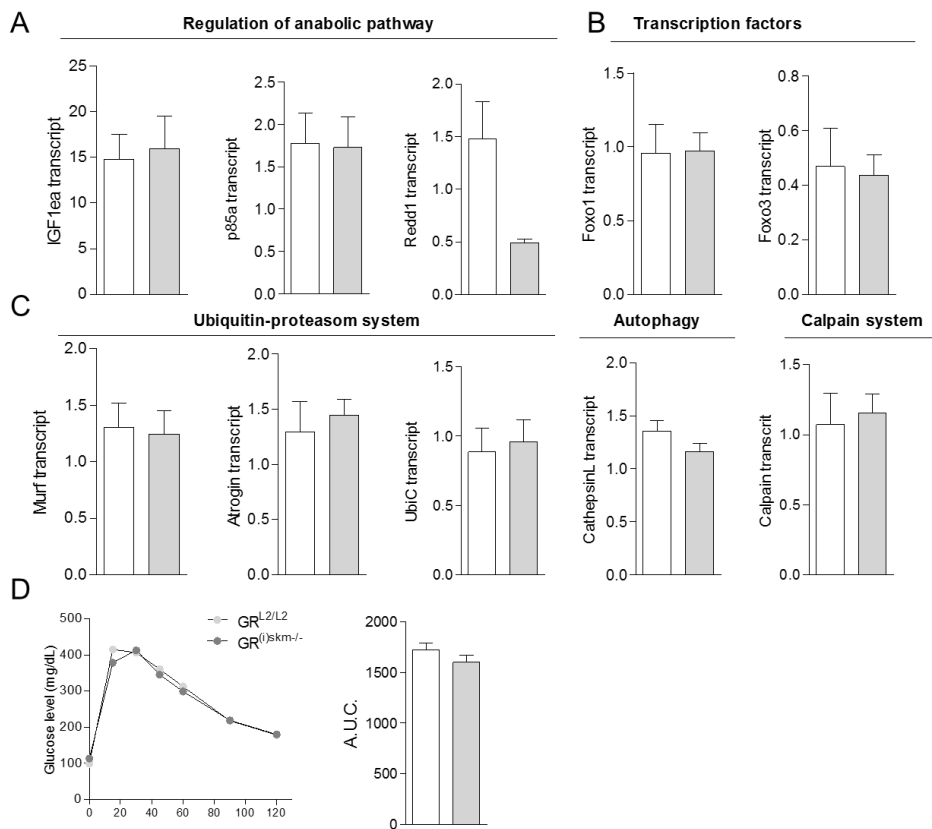 A
Regulation of anabolic pathway
B
Transcription factors
IGF1ea transcript
25
20
15
10
5
0
p85a transcript
2.5
2.0
1.5
1.0
0.5
0.0
Redd1 transcript
2.0
1.5
1.0
0.5
0.0
Foxo1 transcript
1.5
1.0
0.5
0.0
Foxo3 transcript
0.8
0.6
0.4
0.2
0.0
C
Ubiquitin-proteasom system
Autophagy
Calpain system
Murf transcript
2.0
1.5
1.0
0.5
0.0
Atrogin transcript
2.0
1.5
1.0
0.5
0.0
UbiC transcript
1.5
1.0
0.5
0.0
CathepsinL transcript
2.0
1.5
1.0
0.5
0.0
Calpain transcrit
1.5
1.0
0.5
0.0
D
Glucose level (mg/dL)
500
400
300
200
100
0
0 20 40 60 80 100 120
GR L2/L2
GR (i)skm-/-
A.U.C.
2000
1500
1000
500
0